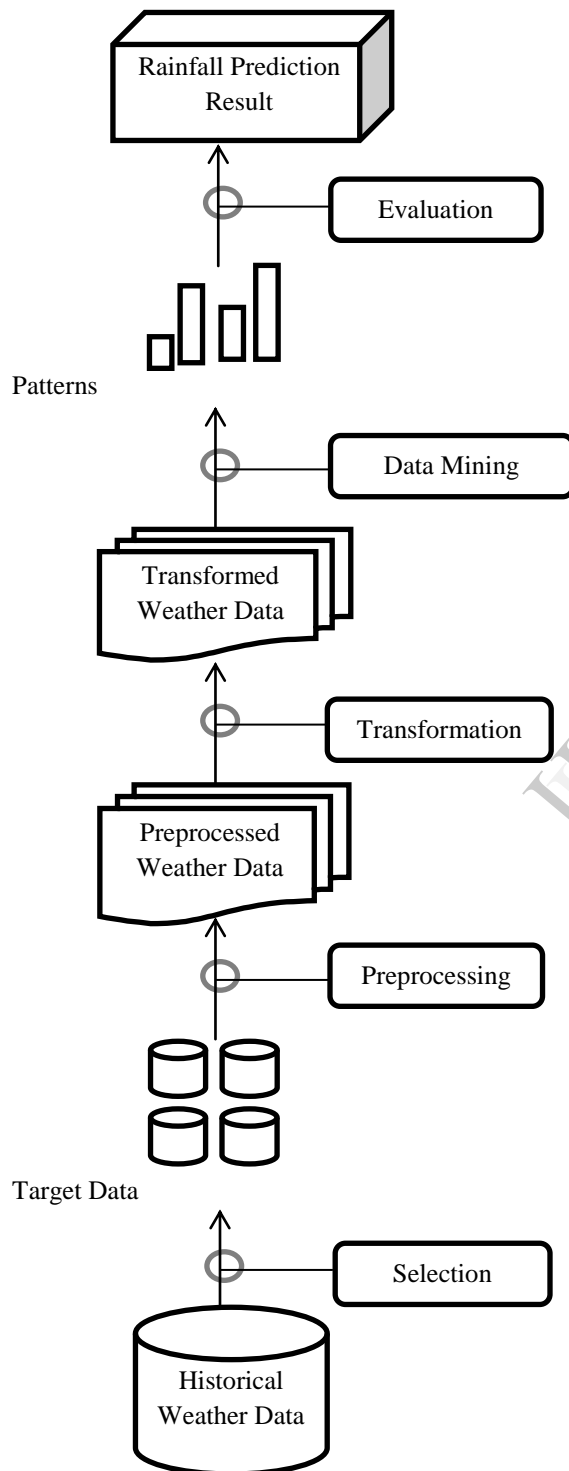 Rainfall Prediction
Result
Evaluation
Patterns
Data Mining
Transformed
Weather Data
Transformation
Preprocessed
Weather Data
Preprocessing
Target Data
Selection
Historical
Weather Data